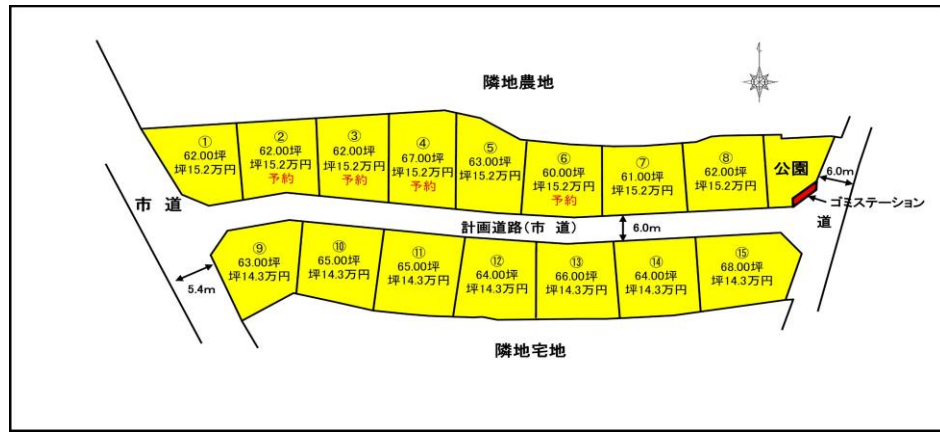 隣地農地
①
62.00坪
坪15.2万円
②
62.00坪
坪15.2万円
予約
③
62.00坪
坪15.2万円
予約
④
67.00坪
坪15.2万円
予約
⑤
63.00坪
坪15.2万円
⑥
60.00坪
坪15.2万円
予約
⑦
61.00坪
坪15.2万円
⑧
62.00坪
坪15.2万円
公園
6.0m
ゴミステーション
市道
計画道路(市 道)
6.0m
道
⑨
63.00坪
坪14.3万円
⑩
65.00坪
坪14.3万円
⑪
65.00坪
坪14.3万円
⑫
64.00坪
坪14.3万円
⑬
66.00坪
坪14.3万円
⑭
64.00坪
坪14.3万円
⑮
68.00坪
坪14.3万円
5.4m
隣地宅地